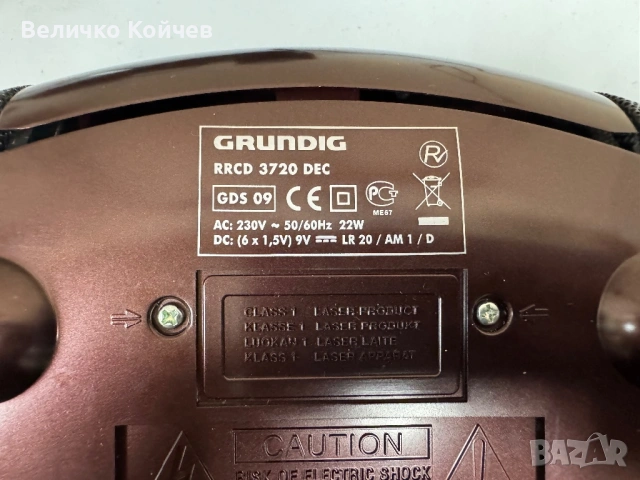 Величко Койчев
GRUNDIG
RRCD 3720 DEC
GDS 09 CE PG
ME67
AC: 230V ~ 50/60Hz 22W
DC: (6 x 1,5V) 9V ⎓ LR 20 / AM 1 / D
CLASS 1 LASER PRODUCT
KLASSE 1 LASER PRODUKT
LUOKAN 1 LASER LAITE
KLASS 1 LASER APPARAT
CAUTION
RISK OF ELECTRIC SHOCK
BAZAR